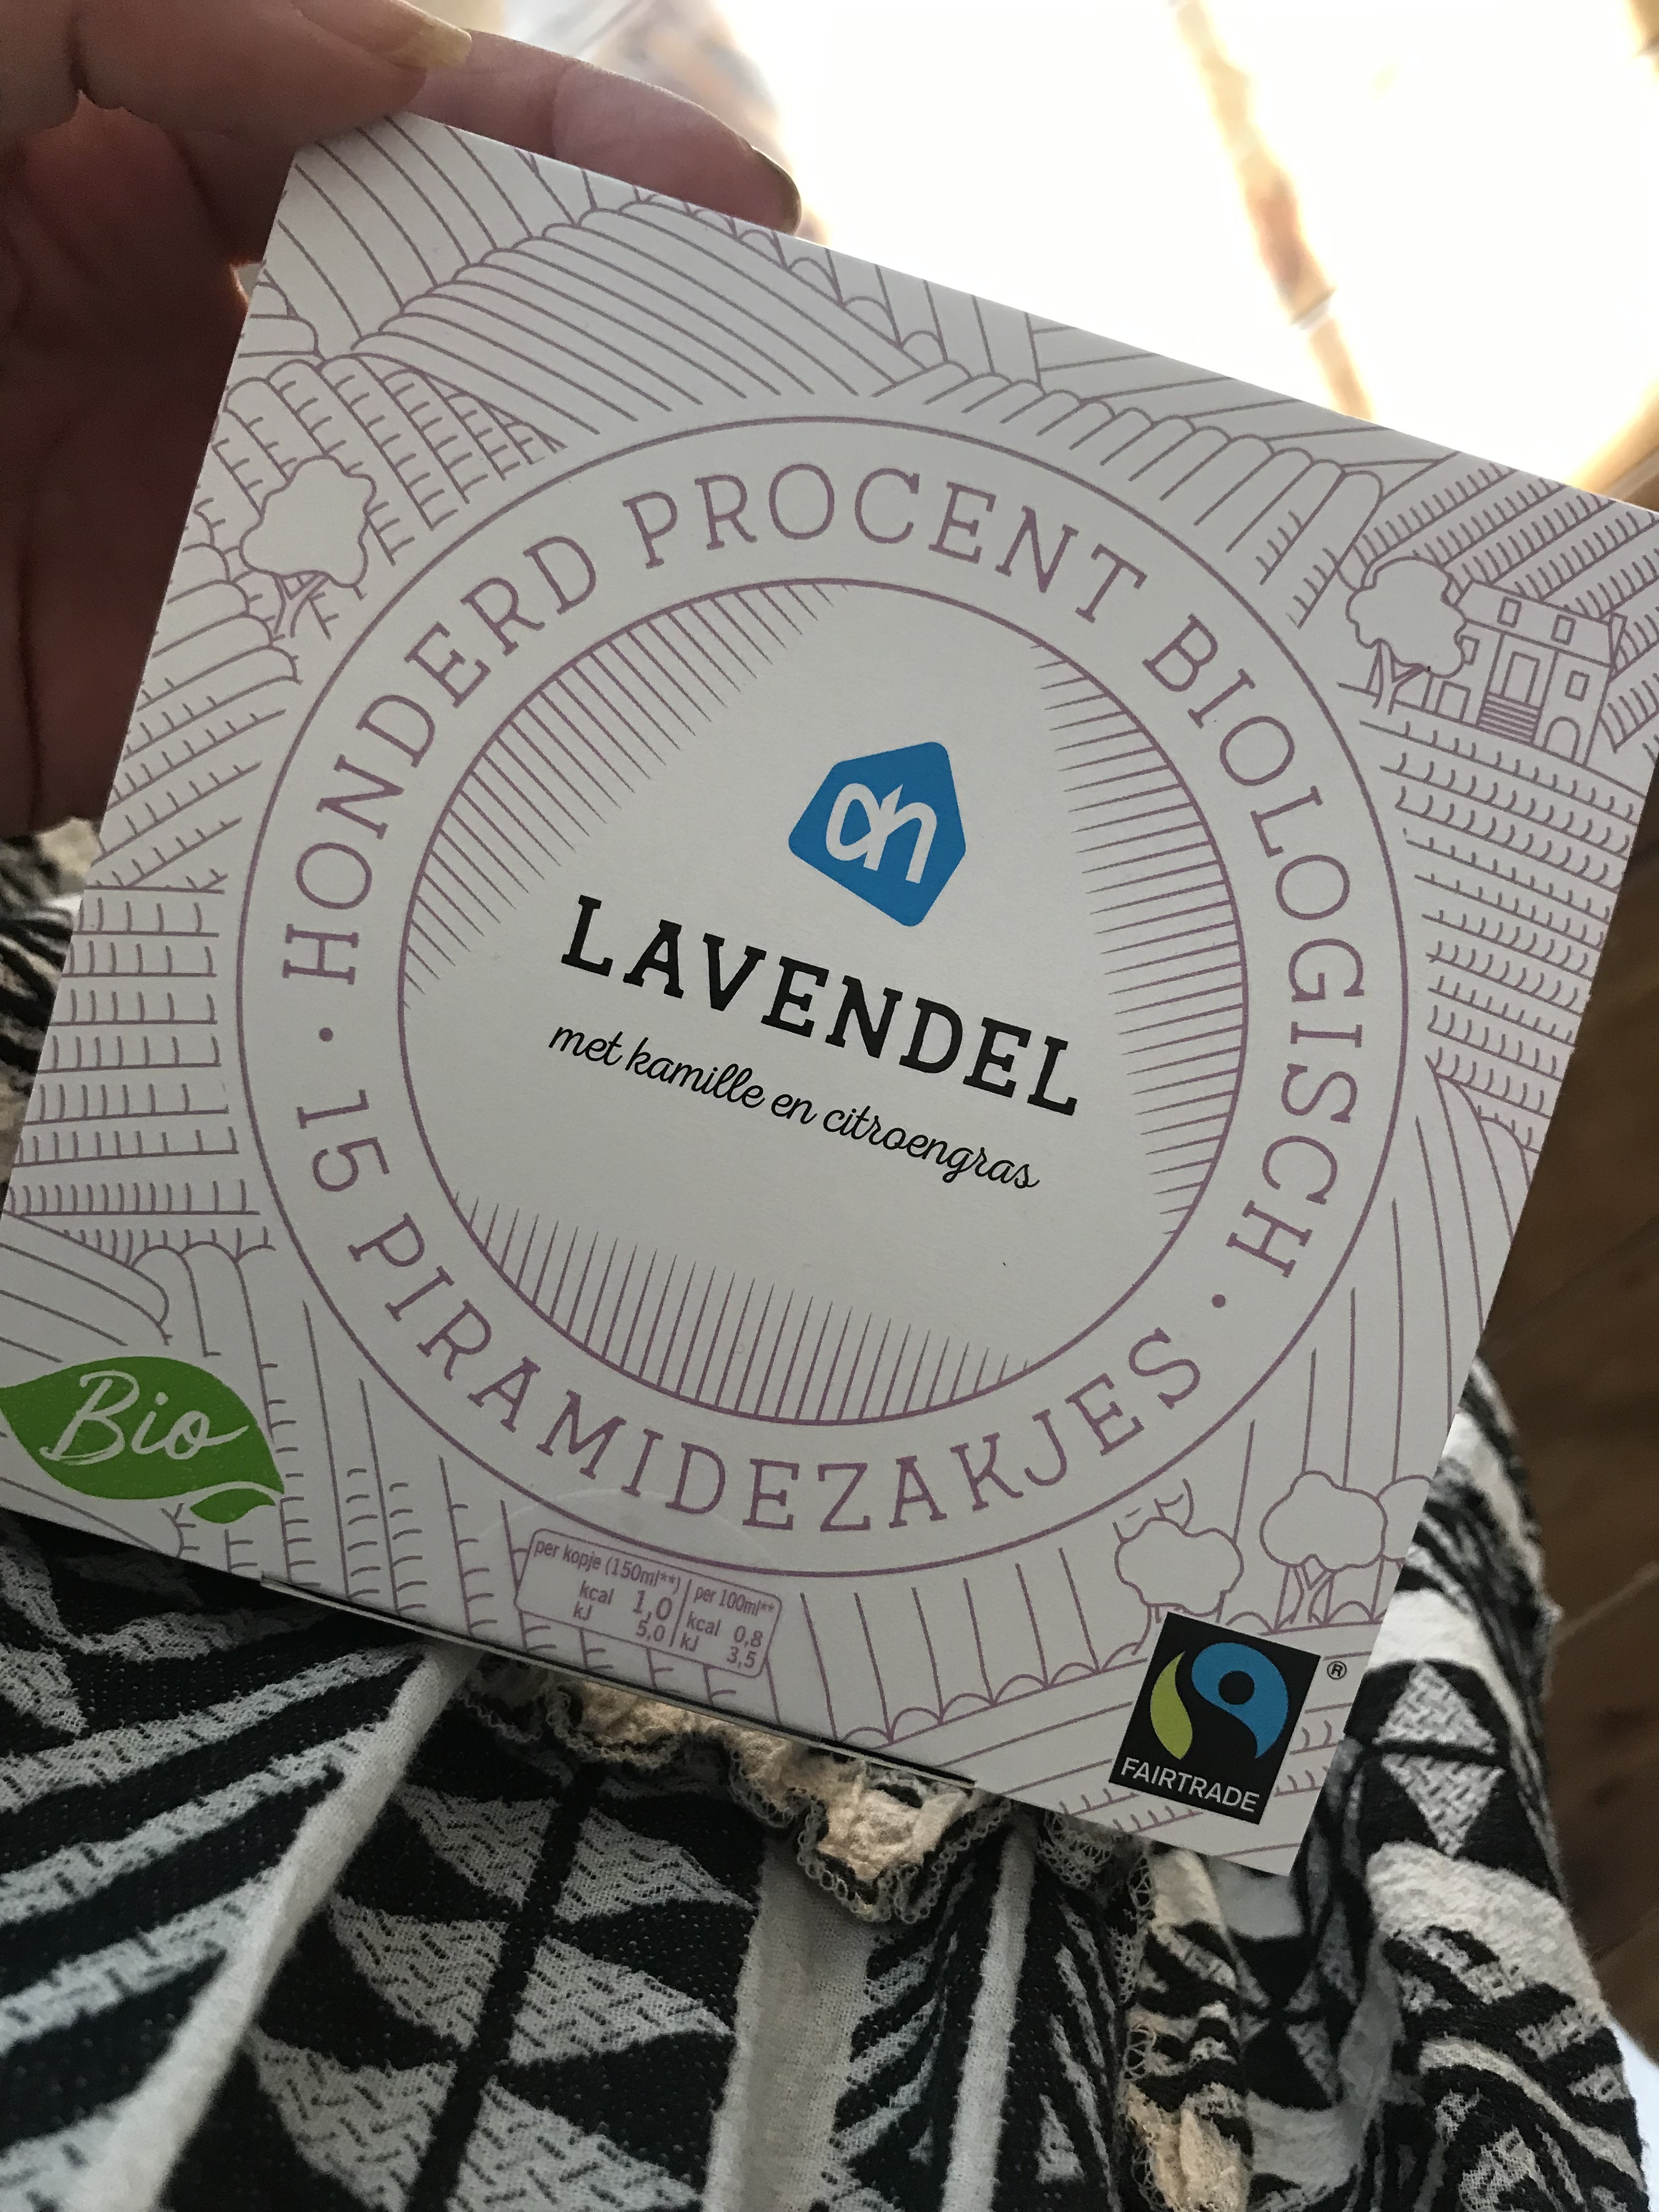 HONDERD PROCENT BIOLOGISCH
ah
LAVENDEL
met kamille en citroengras
· 15 PIRAMIDEZAKJES ·
Bio
per kopje (150ml**) | per 100ml**
kcal 1,0 | kcal 0,8
kJ 5,0 | kJ 3,5
FAIRTRADE ®